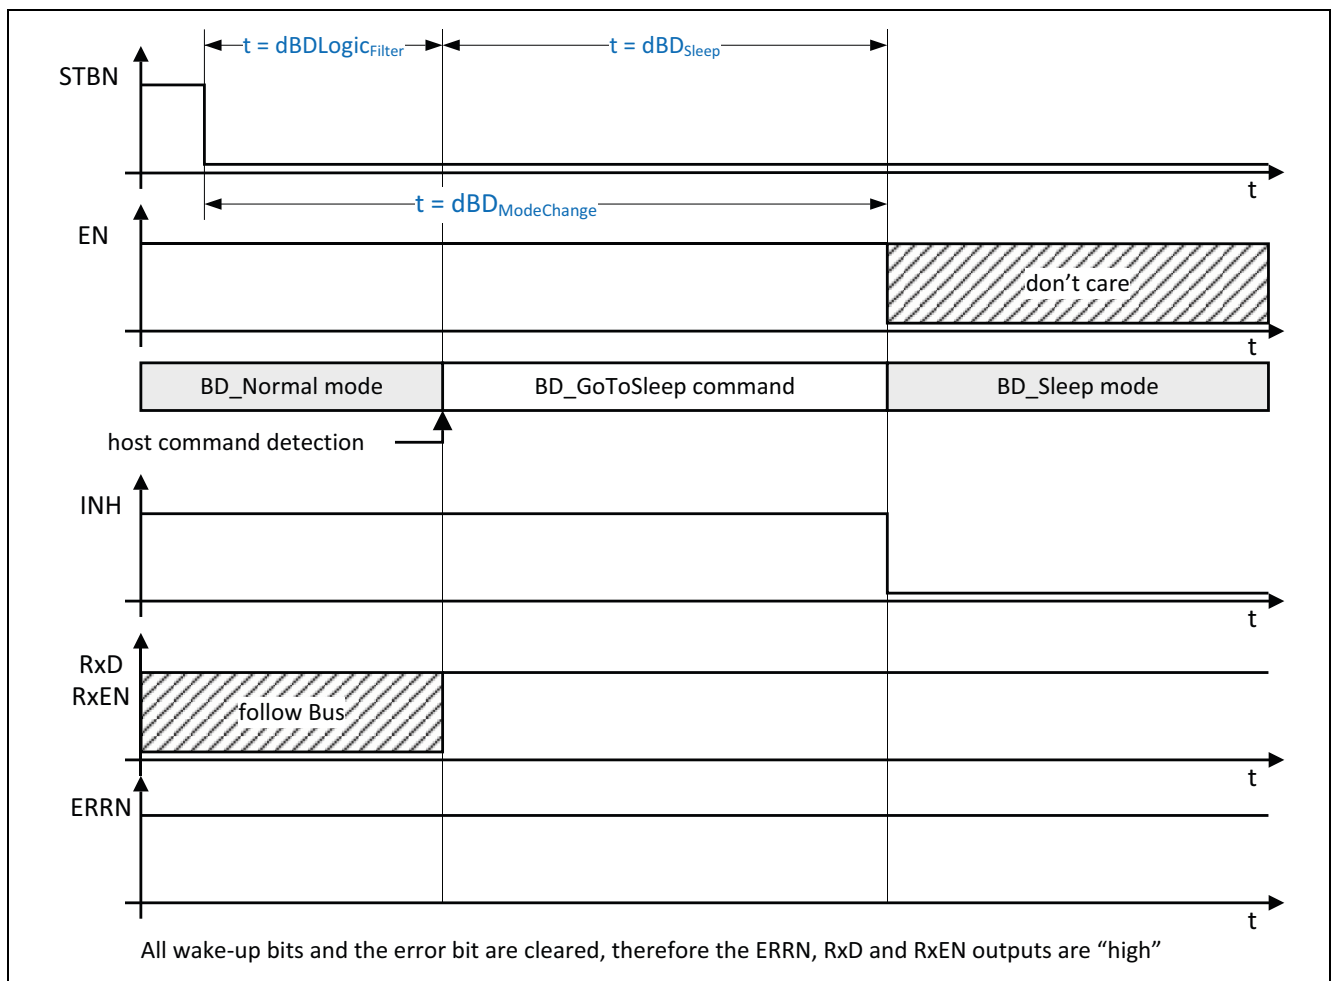 t = dBDLogicFilter
t = dBDSleep
STBN
t
t = dBDModeChange
EN
don’t care
t
BD_Normal mode
BD_GoToSleep command
BD_Sleep mode
host command detection
INH
t
RxD
RxEN
follow Bus
t
ERRN
t
All wake-up bits and the error bit are cleared, therefore the ERRN, RxD and RxEN outputs are “high”